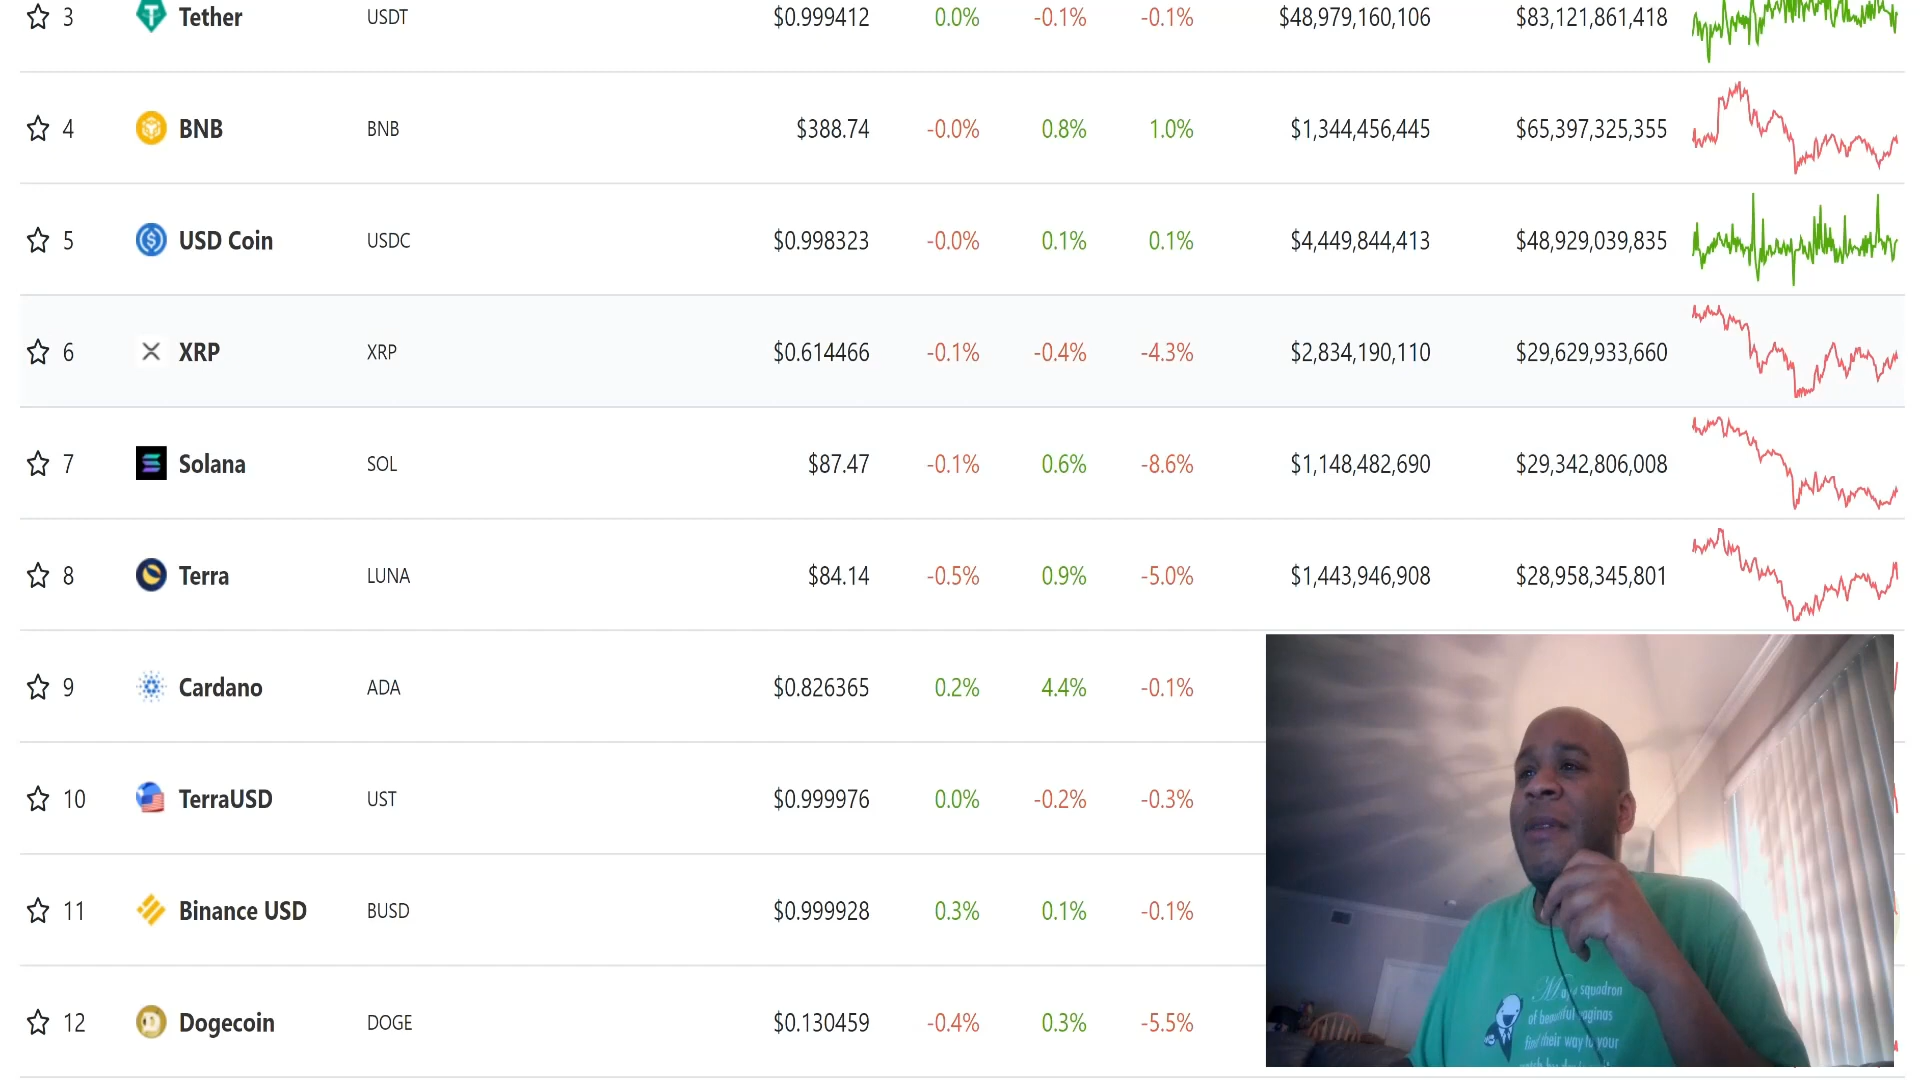 3 Tether USDT $0.999412 0.0% -0.1% -0.1% $48,979,160,106 $83,121,861,418
4 BNB BNB $388.74 -0.0% 0.8% 1.0% $1,344,456,445 $65,397,325,355
5 USD Coin USDC $0.998323 -0.0% 0.1% 0.1% $4,449,844,413 $48,929,039,835
6 XRP XRP $0.614466 -0.1% -0.4% -4.3% $2,834,190,110 $29,629,933,660
7 Solana SOL $87.47 -0.1% 0.6% -8.6% $1,148,482,690 $29,342,806,008
8 Terra LUNA $84.14 -0.5% 0.9% -5.0% $1,443,946,908 $28,958,345,801
9 Cardano ADA $0.826365 0.2% 4.4% -0.1%
10 TerraUSD UST $0.999976 0.0% -0.2% -0.3%
11 Binance USD BUSD $0.999928 0.3% 0.1% -0.1%
12 Dogecoin DOGE $0.130459 -0.4% 0.3% -5.5%
squadron
of
find their way to your